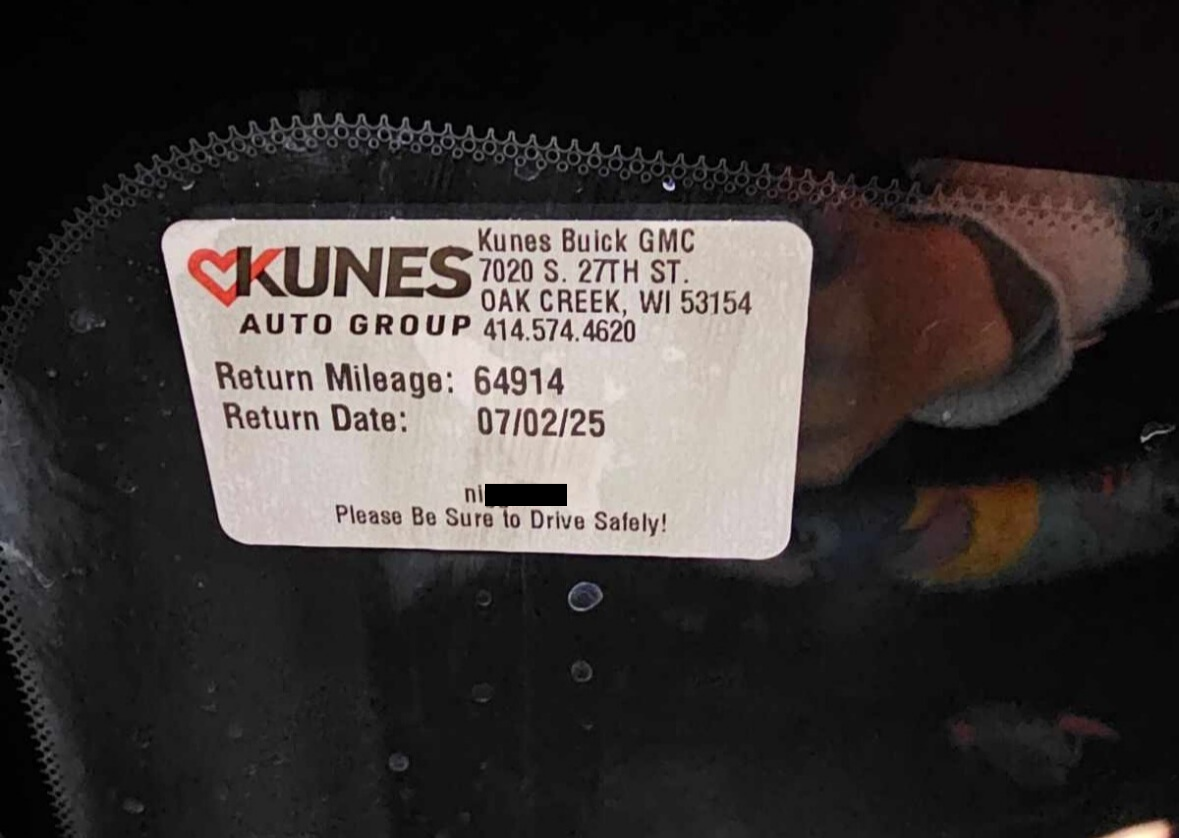 KUNES
AUTO GROUP
Kunes Buick GMC
7020 S. 27TH ST.
OAK CREEK, WI 53154
414.574.4620
Return Mileage: 64914
Return Date: 07/02/25
ni
Please Be Sure to Drive Safely!